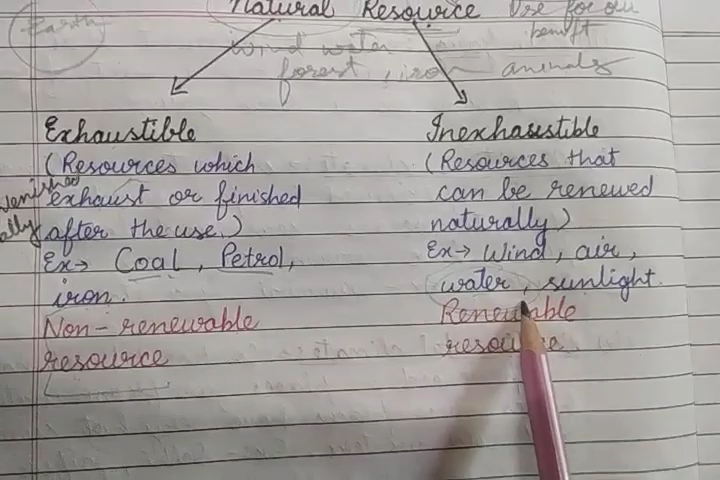 Natural Resource Use for our
benift
Earth
Wind water
forest, iron animals
Exhaustible
(Resources which
exhaust or finished
after the use.)
Ex→ Coal, Petrol,
iron.
Non-renewable
resource
Inexhaustible
(Resources that
can be renewed
naturally)
Ex→ Wind, air,
water, sunlight.
Renewable
resource